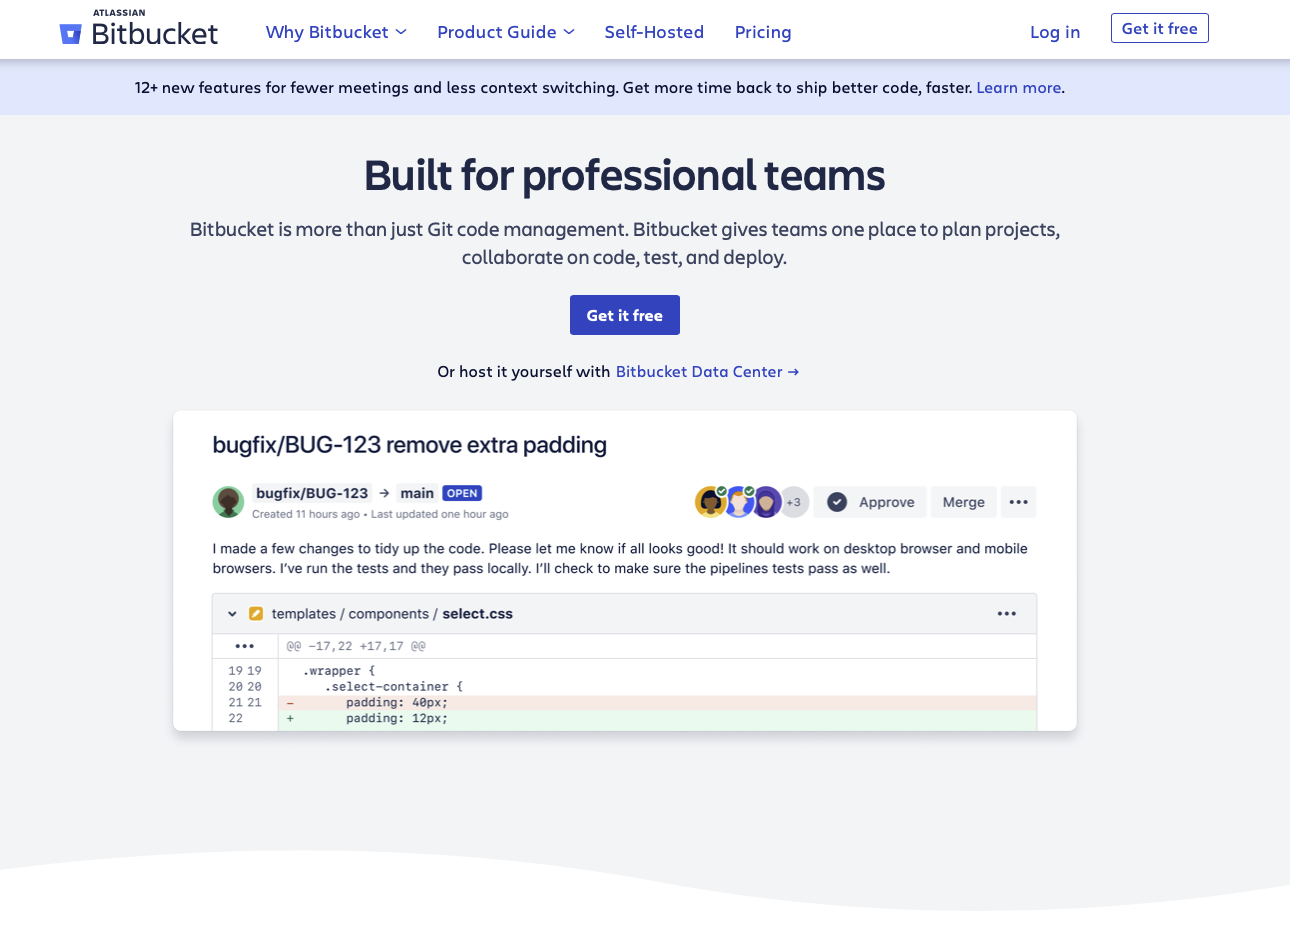 ATLASSIAN
Bitbucket
Why Bitbucket
Product Guide
Self-Hosted
Pricing
Log in
Get it free
12+ new features for fewer meetings and less context switching. Get more time back to ship better code, faster. Learn more.
Built for professional teams
Bitbucket is more than just Git code management. Bitbucket gives teams one place to plan projects,
collaborate on code, test, and deploy.
Get it free
Or host it yourself with Bitbucket Data Center →
bugfix/BUG-123 remove extra padding
bugfix/BUG-123 → main OPEN
Created 11 hours ago • Last updated one hour ago
+3
Approve
Merge
•••
I made a few changes to tidy up the code. Please let me know if all looks good! It should work on desktop browser and mobile
browsers. I’ve run the tests and they pass locally. I’ll check to make sure the pipelines tests pass as well.
templates / components / select.css •••
••• @@ -17,22 +17,17 @@
19 19 .wrapper {
20 20 .select-container {
21 21 - padding: 40px;
22 + padding: 12px;